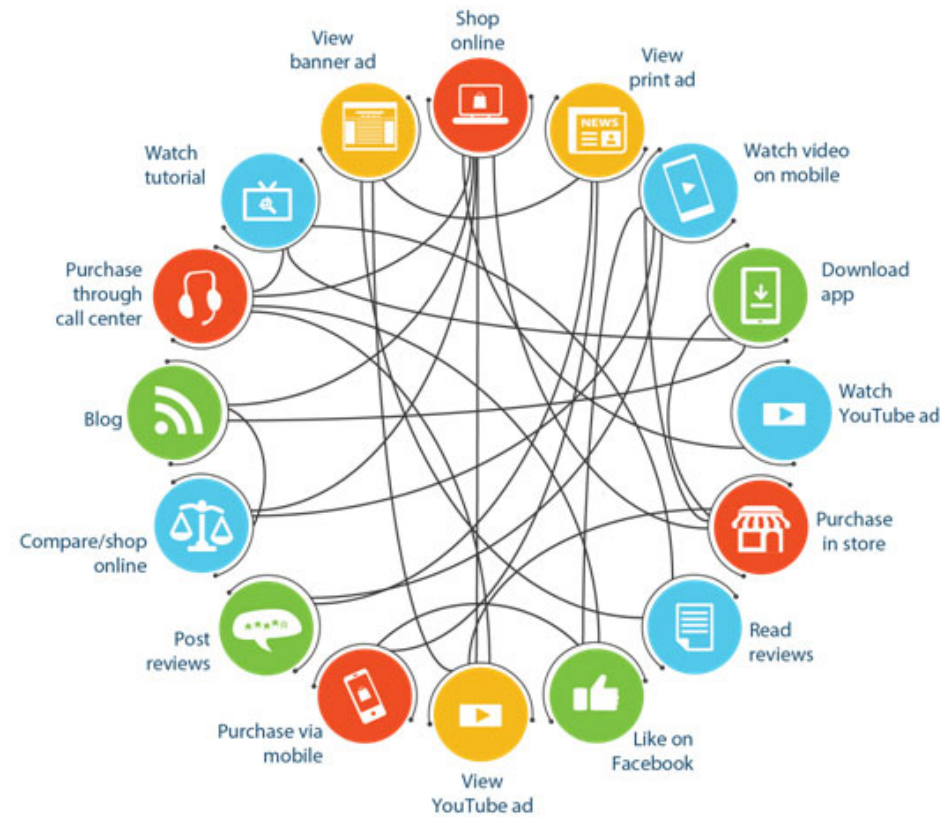 Shop
online
View
print ad
NEWS
Watch video
on mobile
Download
app
Watch
YouTube ad
Purchase
in store
Read
reviews
Like on
Facebook
View
YouTube ad
Purchase via
mobile
Post
reviews
Compare/shop
online
Blog
Purchase
through
call center
Watch
tutorial
View
banner ad